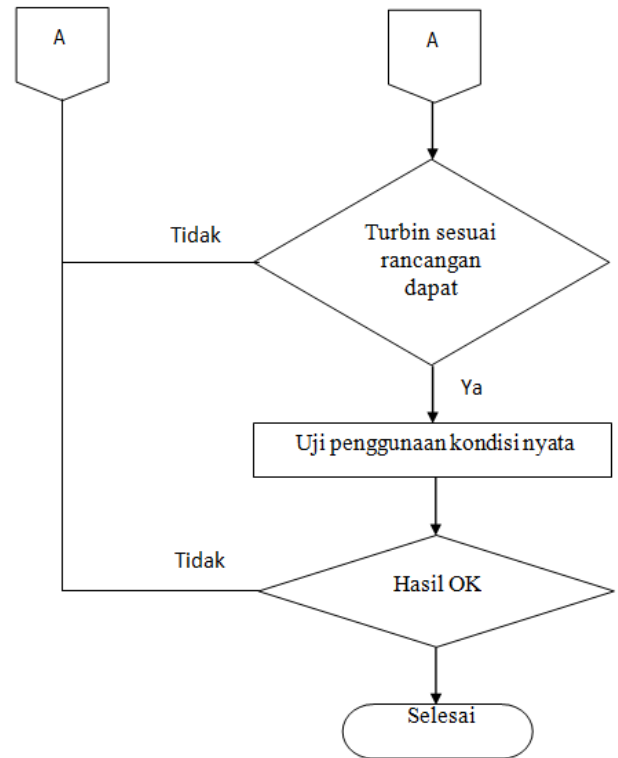 A
A
Tidak
Turbin sesuai
rancangan
dapat
Ya
Uji penggunaan kondisi nyata
Tidak
Hasil OK
Selesai